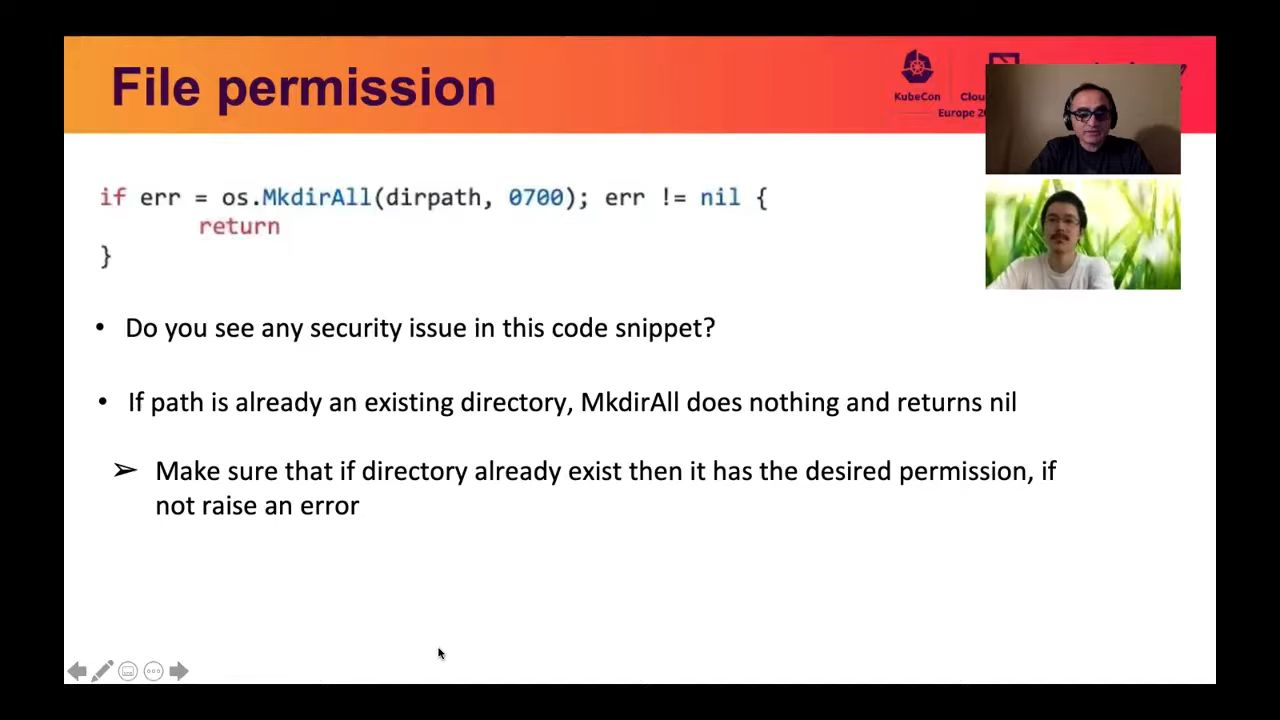 File permission
KubeCon
Europe
if err = os.MkdirAll(dirpath, 0700); err != nil {
return
}
• Do you see any security issue in this code snippet?
• If path is already an existing directory, MkdirAll does nothing and returns nil
➢ Make sure that if directory already exist then it has the desired permission, if
not raise an error